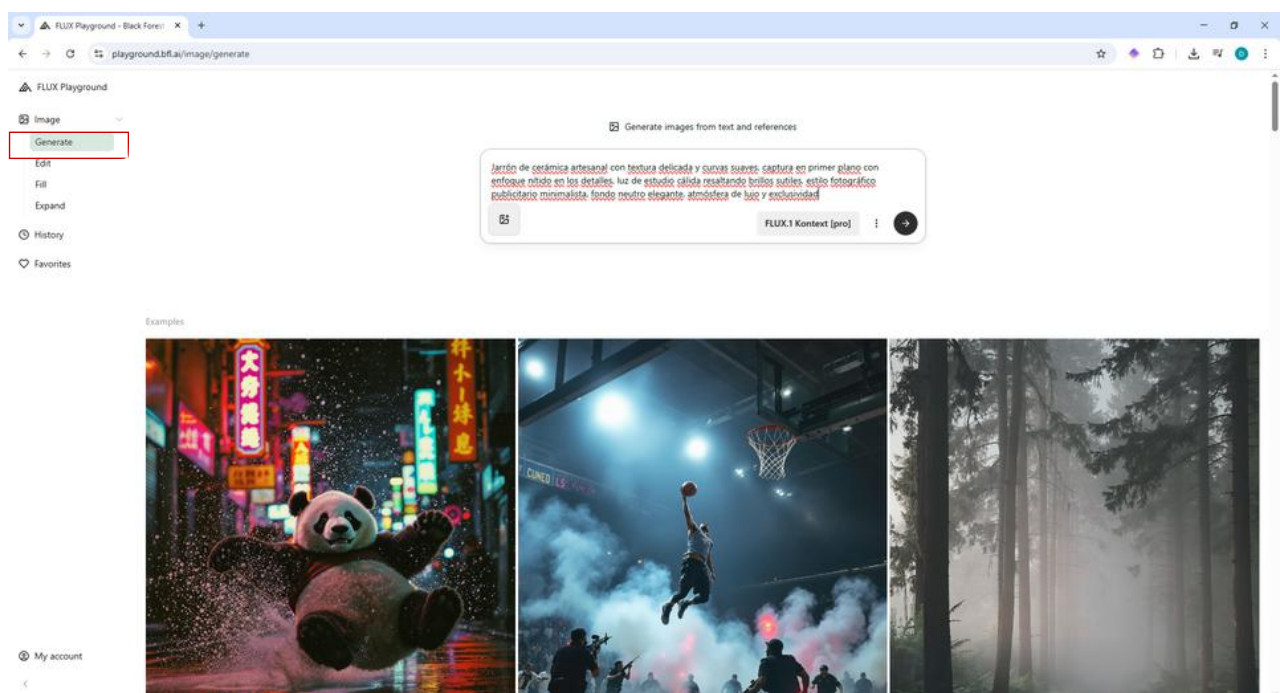 FLUX Playground - Black Forest
playground.bfl.ai/image/generate
D
FLUX Playground
Image
Generate
Edit
Fill
Expand
History
Favorites
Generate images from text and references
Jarrón de cerámica artesanal con textura delicada y curvas suaves, captura en primer plano con
enfoque nítido en los detalles, luz de estudio cálida resaltando brillos sutiles, estilo fotográfico
publicitario minimalista, fondo neutro elegante, atmósfera de lujo y exclusividad
FLUX.1 Kontext [pro]
Examples
My account